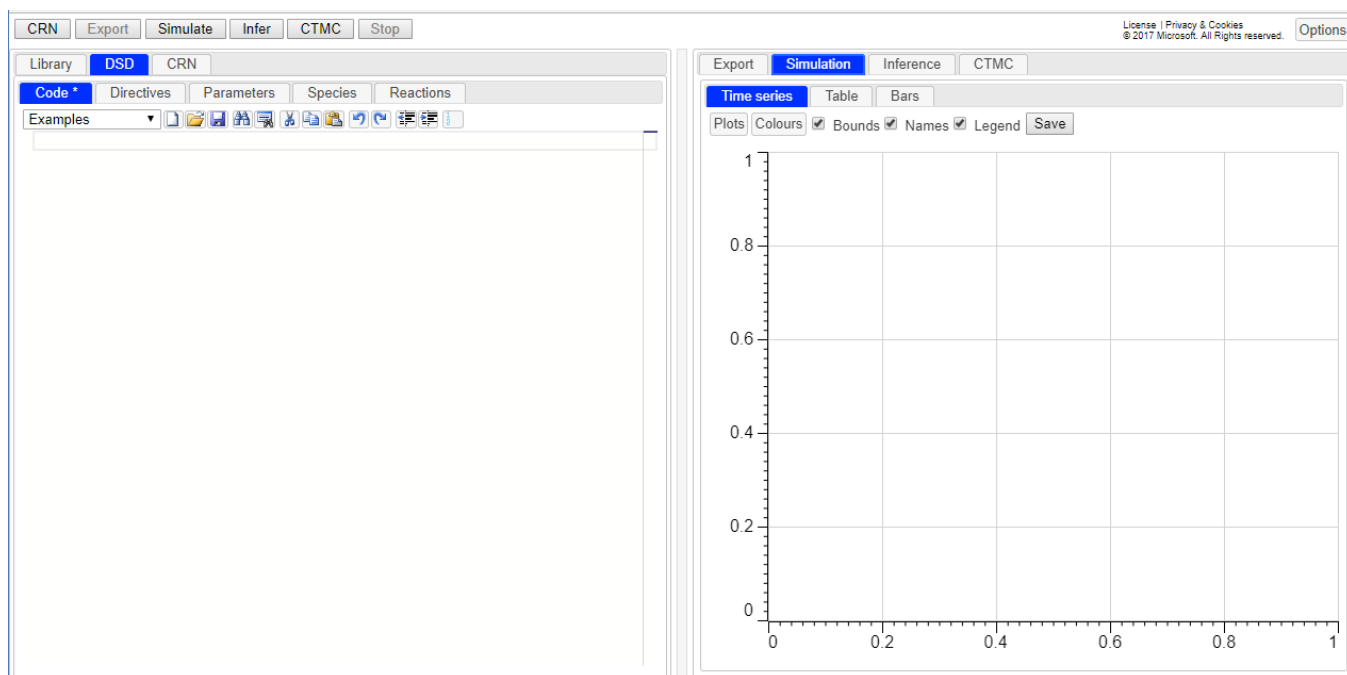 CRN Export Simulate Infer CTMC Stop
License | Privacy & Cookies
© 2017 Microsoft. All Rights reserved.
Options
Library DSD CRN
Code * Directives Parameters Species Reactions
Examples
Export Simulation Inference CTMC
Time series Table Bars
Plots Colours Bounds Names Legend Save
1
0.8
0.6
0.4
0.2
0
0 0.2 0.4 0.6 0.8 1